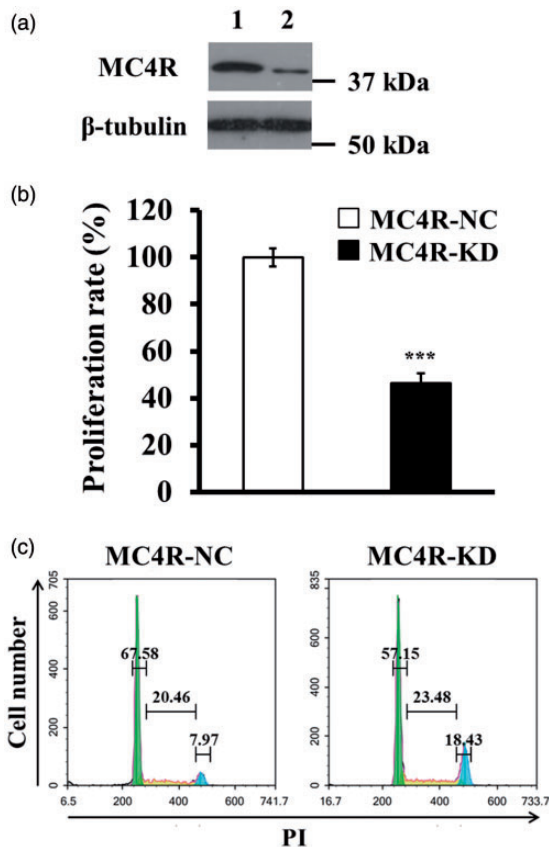 (a)
1 2
MC4R
37 kDa
β-tubulin
50 kDa
(b)
Proliferation rate (%)
120
100
80
60
40
20
0
MC4R-NC
MC4R-KD
***
(c)
MC4R-NC
MC4R-KD
Cell number
705
600
400
200
0
67.58
20.46
7.97
6.5 200 400 600 741.7
835
600
400
200
0
57.15
23.48
18.43
16.7 200 400 600 733.7
PI